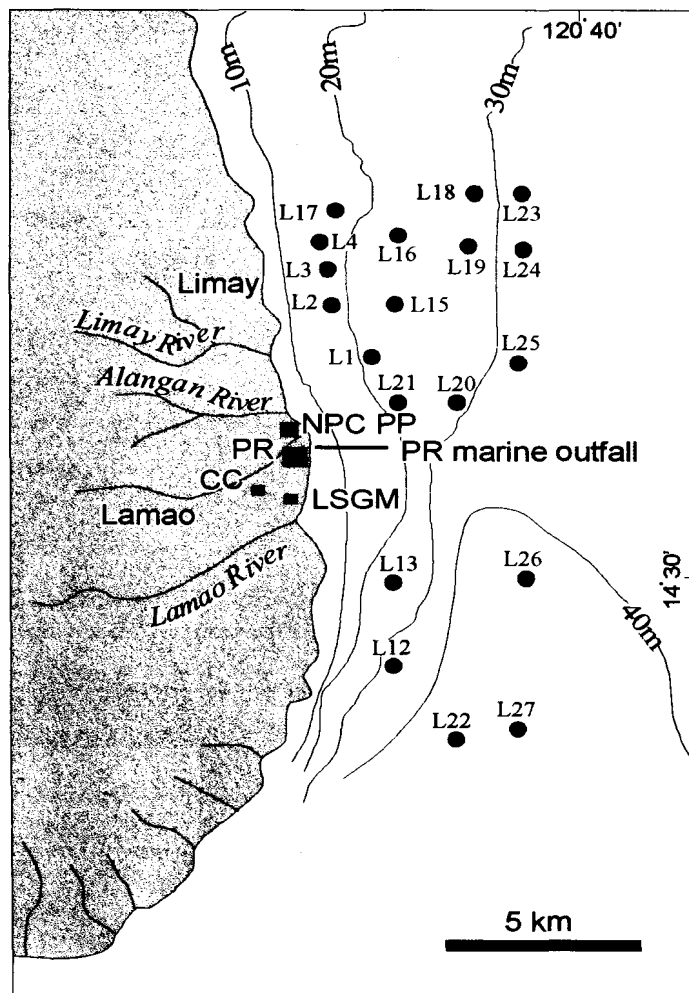 120°40'
10m
20m
30m
L18
L17
L23
L4
L16
L19
L24
L3
Limay
L2
L15
Limay River
L1
L25
Alangan River
L21
L20
NPC PP
PR
PR marine outfall
CC
LSGM
Lamao
L13
L26
14°30'
Lamao River
40m
L12
L22
L27
5 km